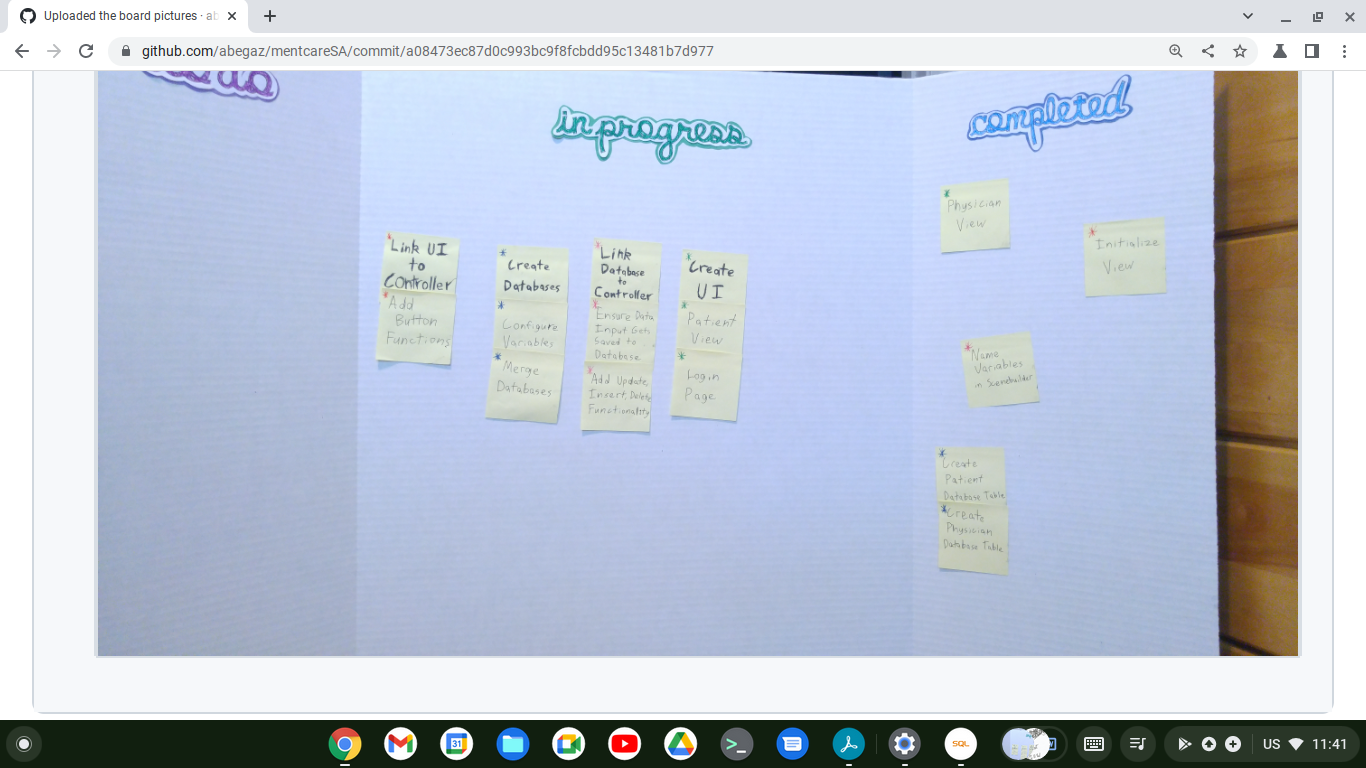 Uploaded the board pictures · ab
github.com/abegaz/mentcareSA/commit/a08473ec87d0c993bc9f8fcbdd95c13481b7d977
in progress
completed
Link UI
to
Controller
Add
Button
Functions
Create
Databases
Configure
Variables
Merge
Databases
Link
Database
to
Controller
Ensure Data
Input Gets
Saved to
Database
Add Update
Insert, Delete
Functionality
Create
UI
Patient
View
Login
Page
Physician
View
Initialize
View
Name
Variables
in Scenebuilder
Create
Patient
Database Table
Create
Physician
Database Table
31
SQL
US
11:41